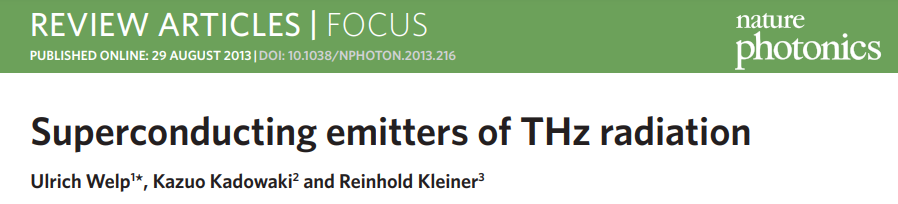 REVIEW ARTICLES | FOCUS
PUBLISHED ONLINE: 29 AUGUST 2013 | DOI: 10.1038/NPHOTON.2013.216
nature
photonics
Superconducting emitters of THz radiation
Ulrich Welp¹*, Kazuo Kadowaki² and Reinhold Kleiner³